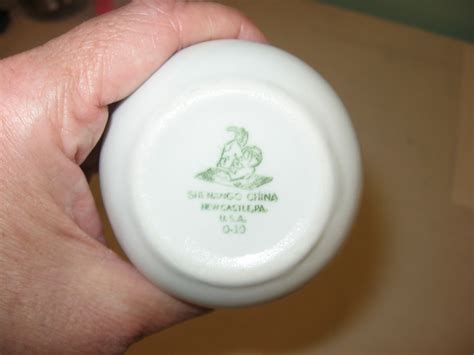 SHENANGO CHINA
NEW CASTLE, PA.
U.S.A.
O-10